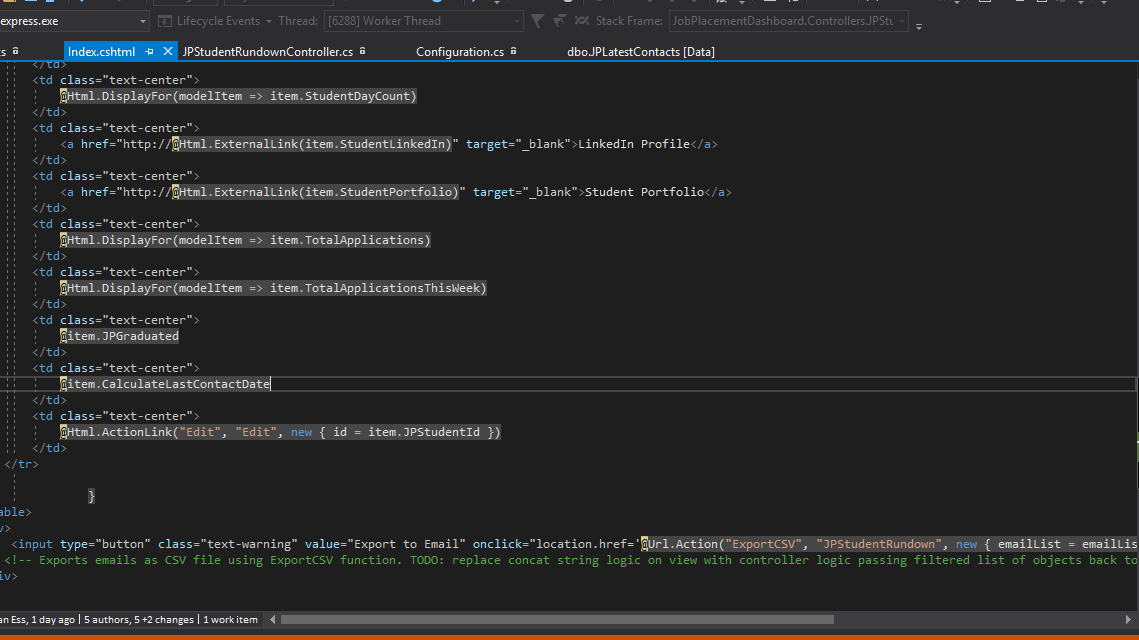 express.exe Lifecycle Events Thread: [6288] Worker Thread Stack Frame: JobPlacementDashboard.Controllers.JPStu
s Index.cshtml JPStudentRundownController.cs Configuration.cs dbo.JPLatestContacts [Data]
</td>
<td class="text-center">
@Html.DisplayFor(modelItem => item.StudentDayCount)
</td>
<td class="text-center">
<a href="http://@Html.ExternalLink(item.StudentLinkedIn)" target="_blank">LinkedIn Profile</a>
</td>
<td class="text-center">
<a href="http://@Html.ExternalLink(item.StudentPortfolio)" target="_blank">Student Portfolio</a>
</td>
<td class="text-center">
@Html.DisplayFor(modelItem => item.TotalApplications)
</td>
<td class="text-center">
@Html.DisplayFor(modelItem => item.TotalApplicationsThisWeek)
</td>
<td class="text-center">
@item.JPGraduated
</td>
<td class="text-center">
@item.CalculateLastContactDate
</td>
<td class="text-center">
@Html.ActionLink("Edit", "Edit", new { id = item.JPStudentId })
</td>
</tr>
}
able>
v>
<input type="button" class="text-warning" value="Export to Email" onclick="location.href='@Url.Action("ExportCSV", "JPStudentRundown", new { emailList = emailLis
<!-- Exports emails as CSV file using ExportCSV function. TODO: replace concat string logic on view with controller logic passing filtered list of objects back to
iv>
an Ess, 1 day ago | 5 authors, 5 +2 changes | 1 work item